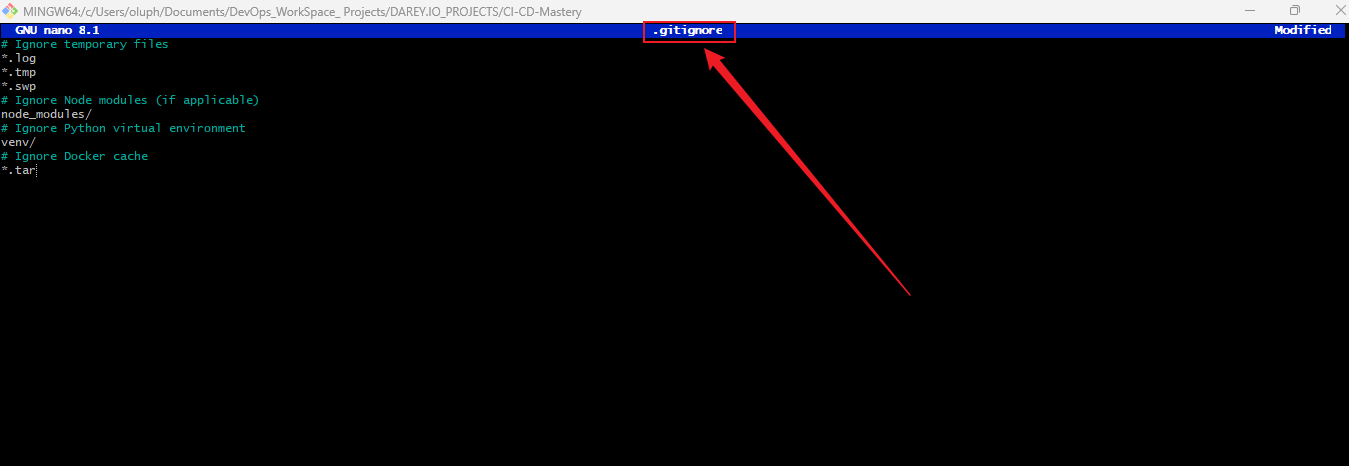 MINGW64:/c/Users/oluph/Documents/DevOps_WorkSpace_ Projects/DAREY.IO_PROJECTS/CI-CD-Mastery
GNU nano 8.1 .gitignore Modified
# Ignore temporary files
*.log
*.tmp
*.swp
# Ignore Node modules (if applicable)
node_modules/
# Ignore Python virtual environment
venv/
# Ignore Docker cache
*.tar